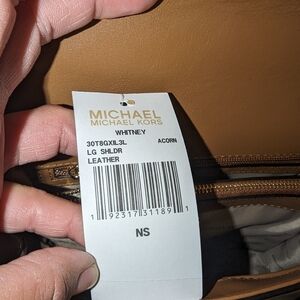 MICHAEL
MICHAEL KORS
WHITNEY
30T8GXIL3L ACORN
LG SHLDR
LEATHER
1 92317 31189 1
NS